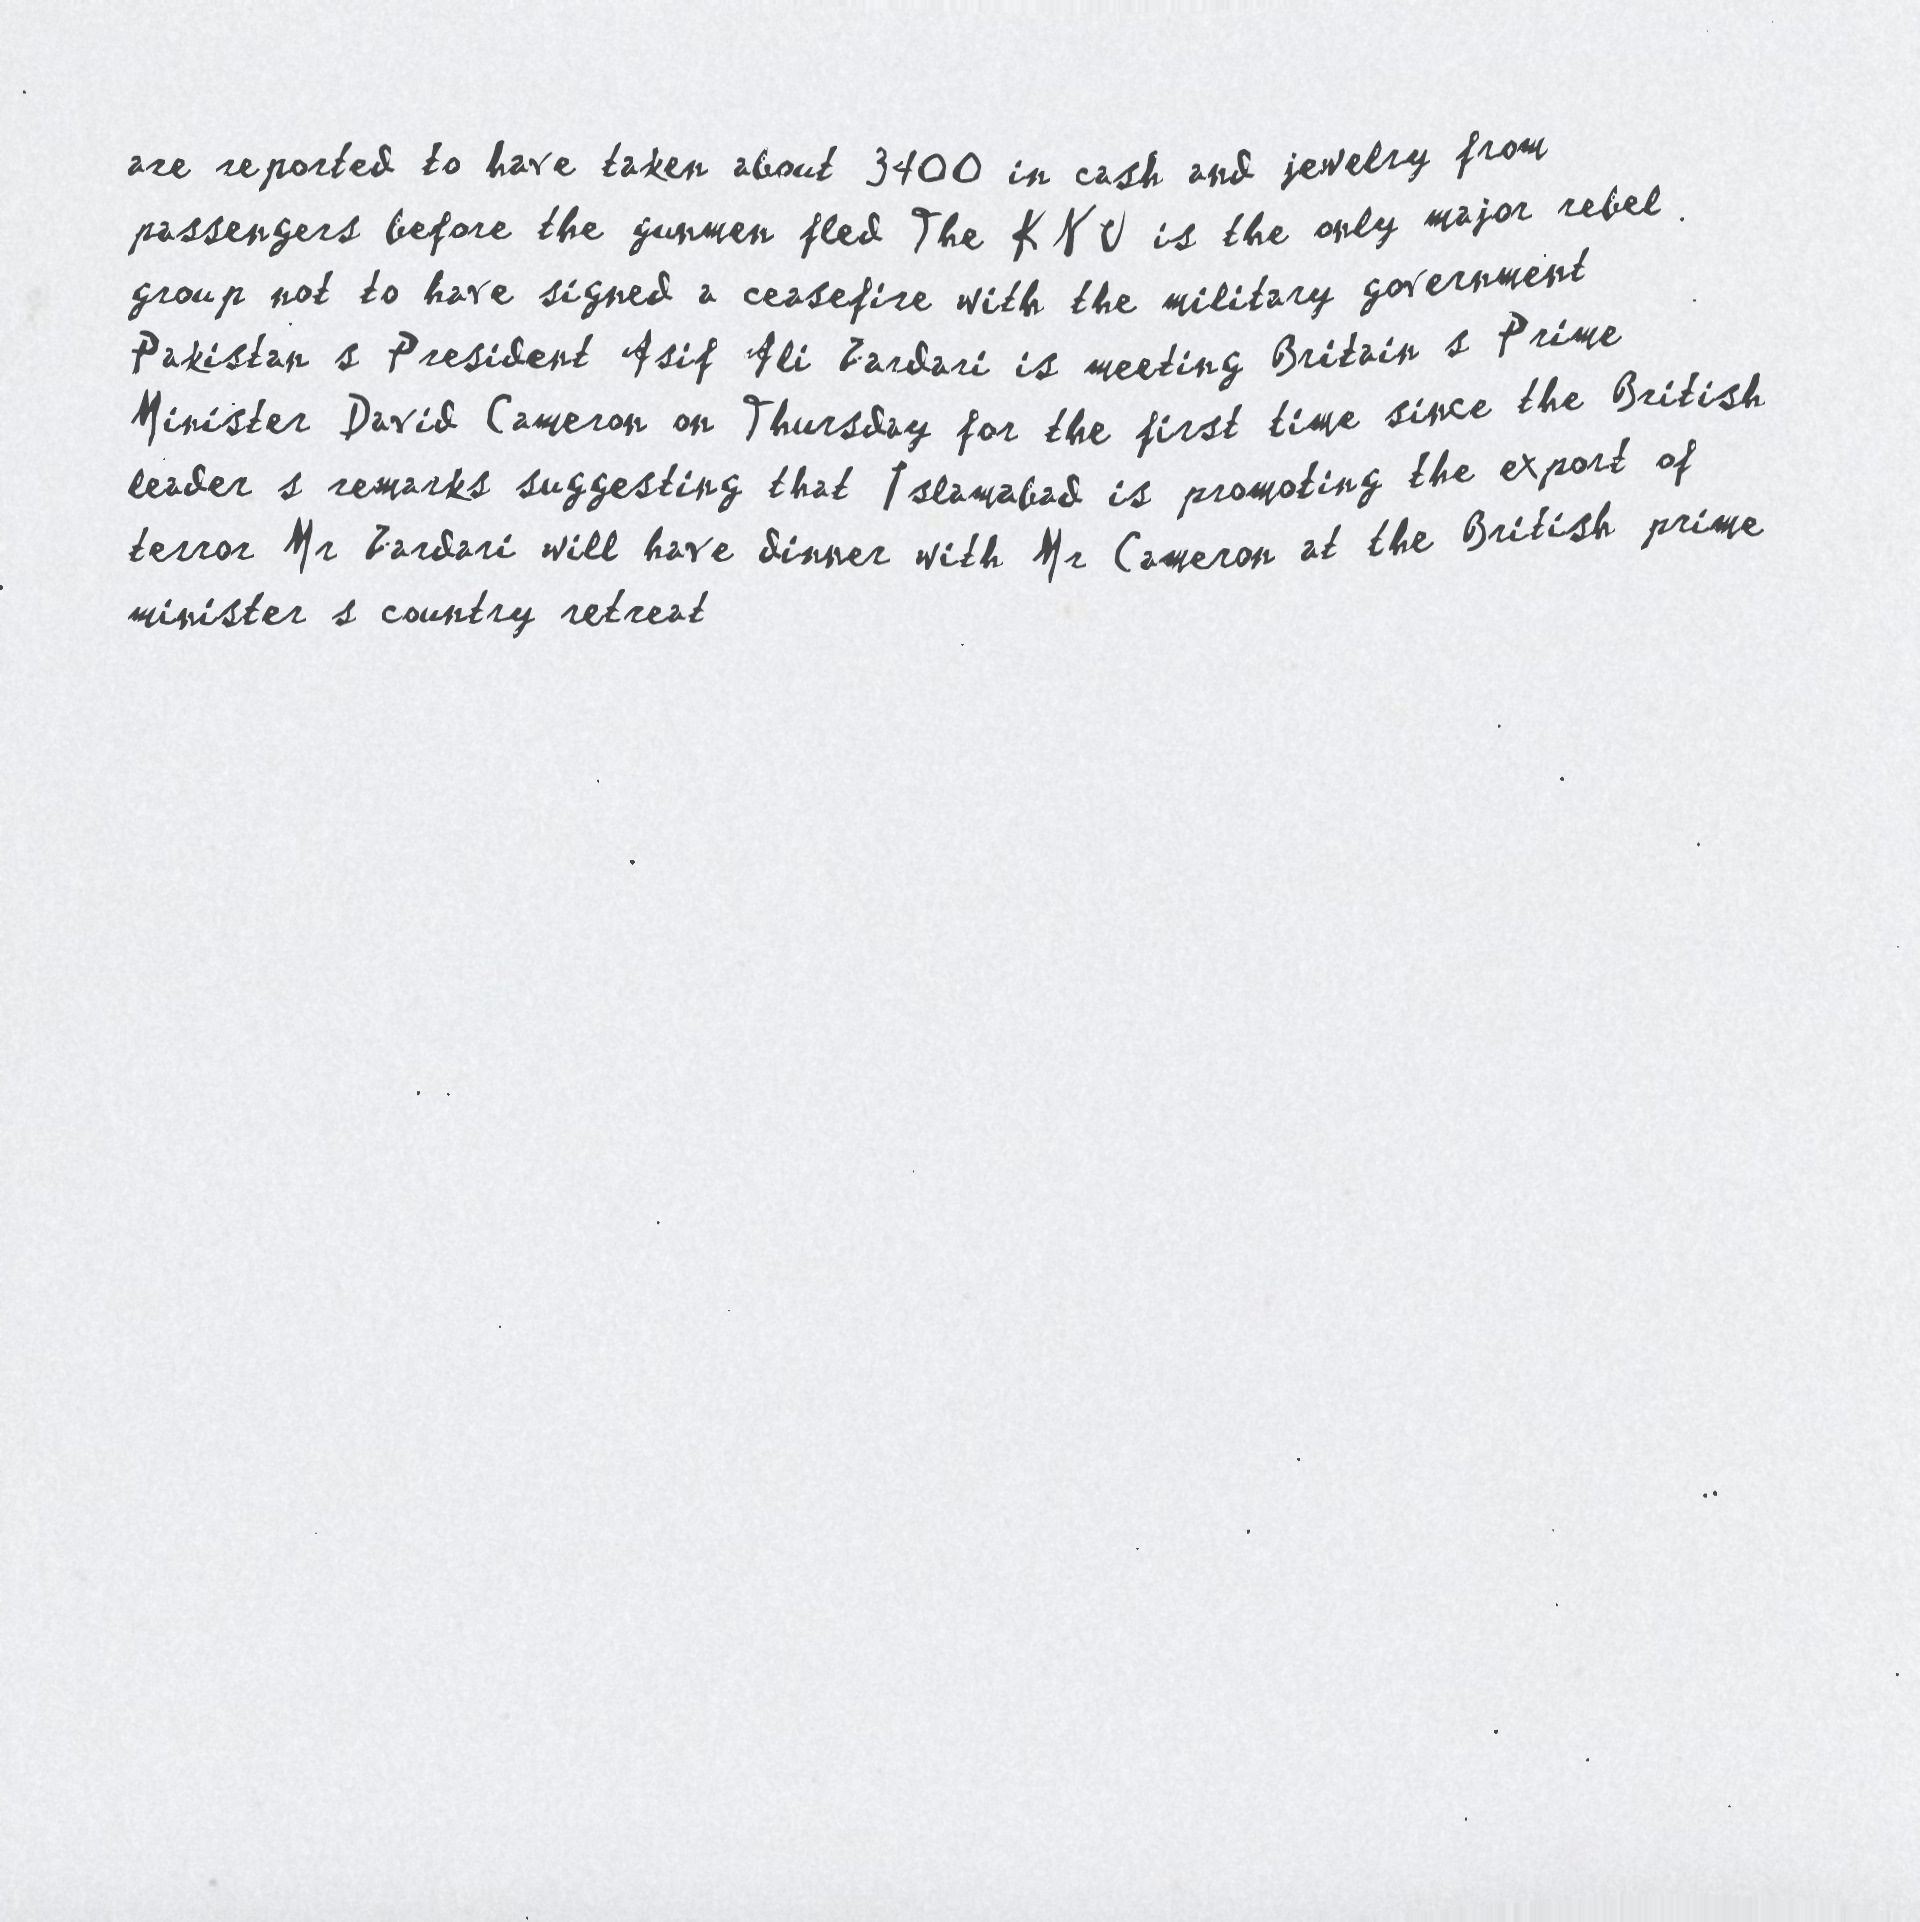 are reported to have taken about 3400 in cash and jewelry from
passengers before the gunmen fled The KNU is the only major rebel
group not to have signed a ceasefire with the military government
Pakistan s President Asif Ali Zardari is meeting Britain s Prime
Minister David Cameron on Thursday for the first time since the British
leader s remarks suggesting that Islamabad is promoting the export of
terror Mr Zardari will have dinner with Mr Cameron at the British prime
minister s country retreat